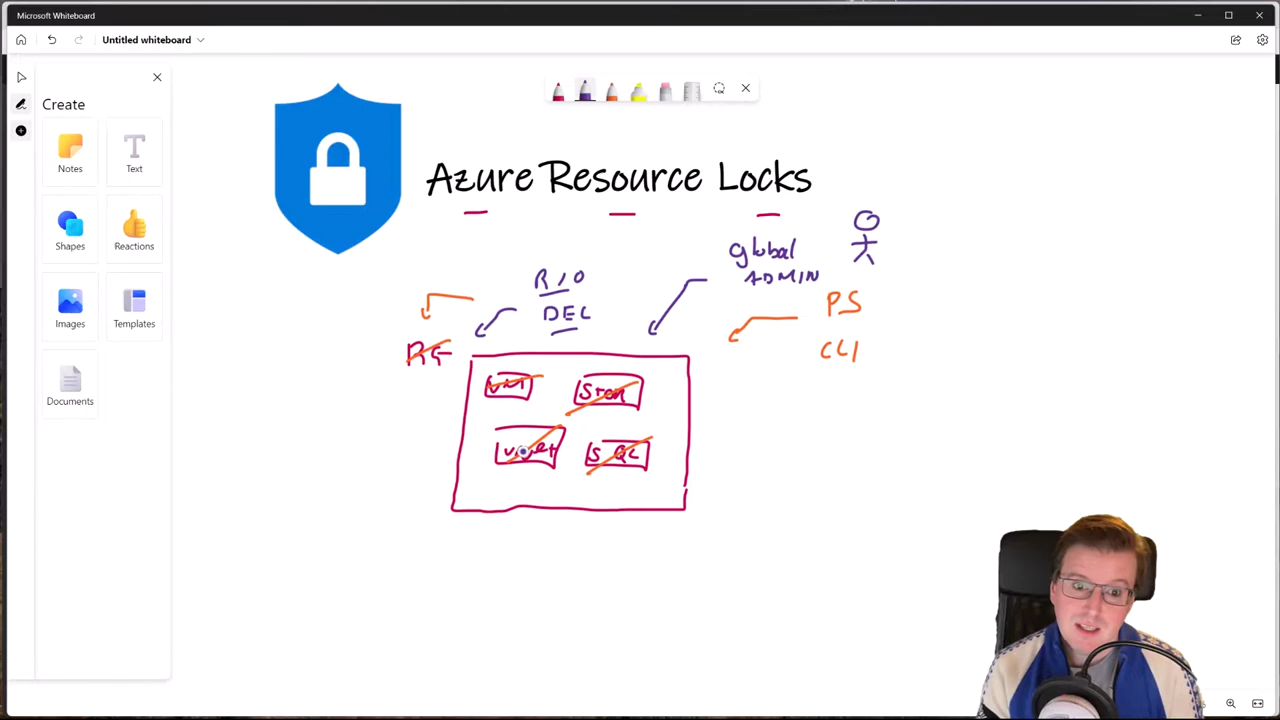 Microsoft Whiteboard
Untitled whiteboard
Create
Notes
Text
Shapes
Reactions
Images
Templates
Documents
Azure Resource Locks
global
ADMIN
R/O
DEL
PS
CLI
RG
VM
Stor
VNet
SQL